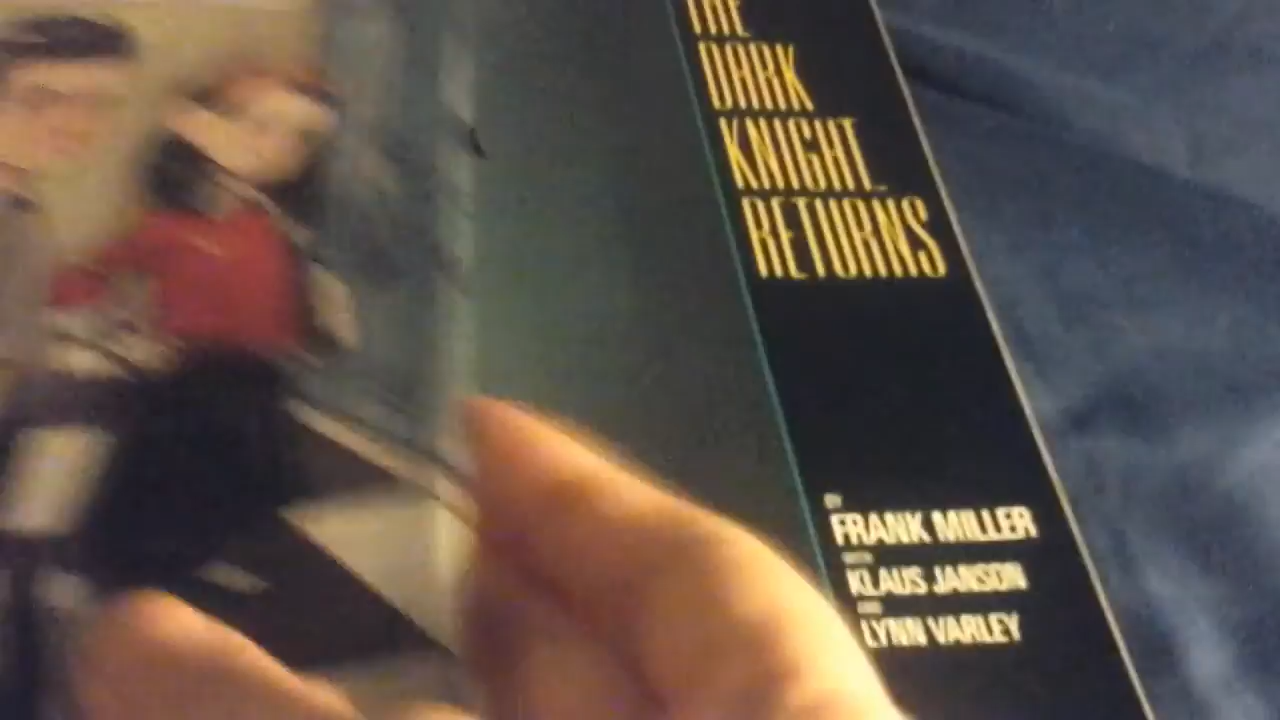 THE
DARK
KNIGHT
RETURNS
BY
FRANK MILLER
WITH
KLAUS JANSON
AND
LYNN VARLEY